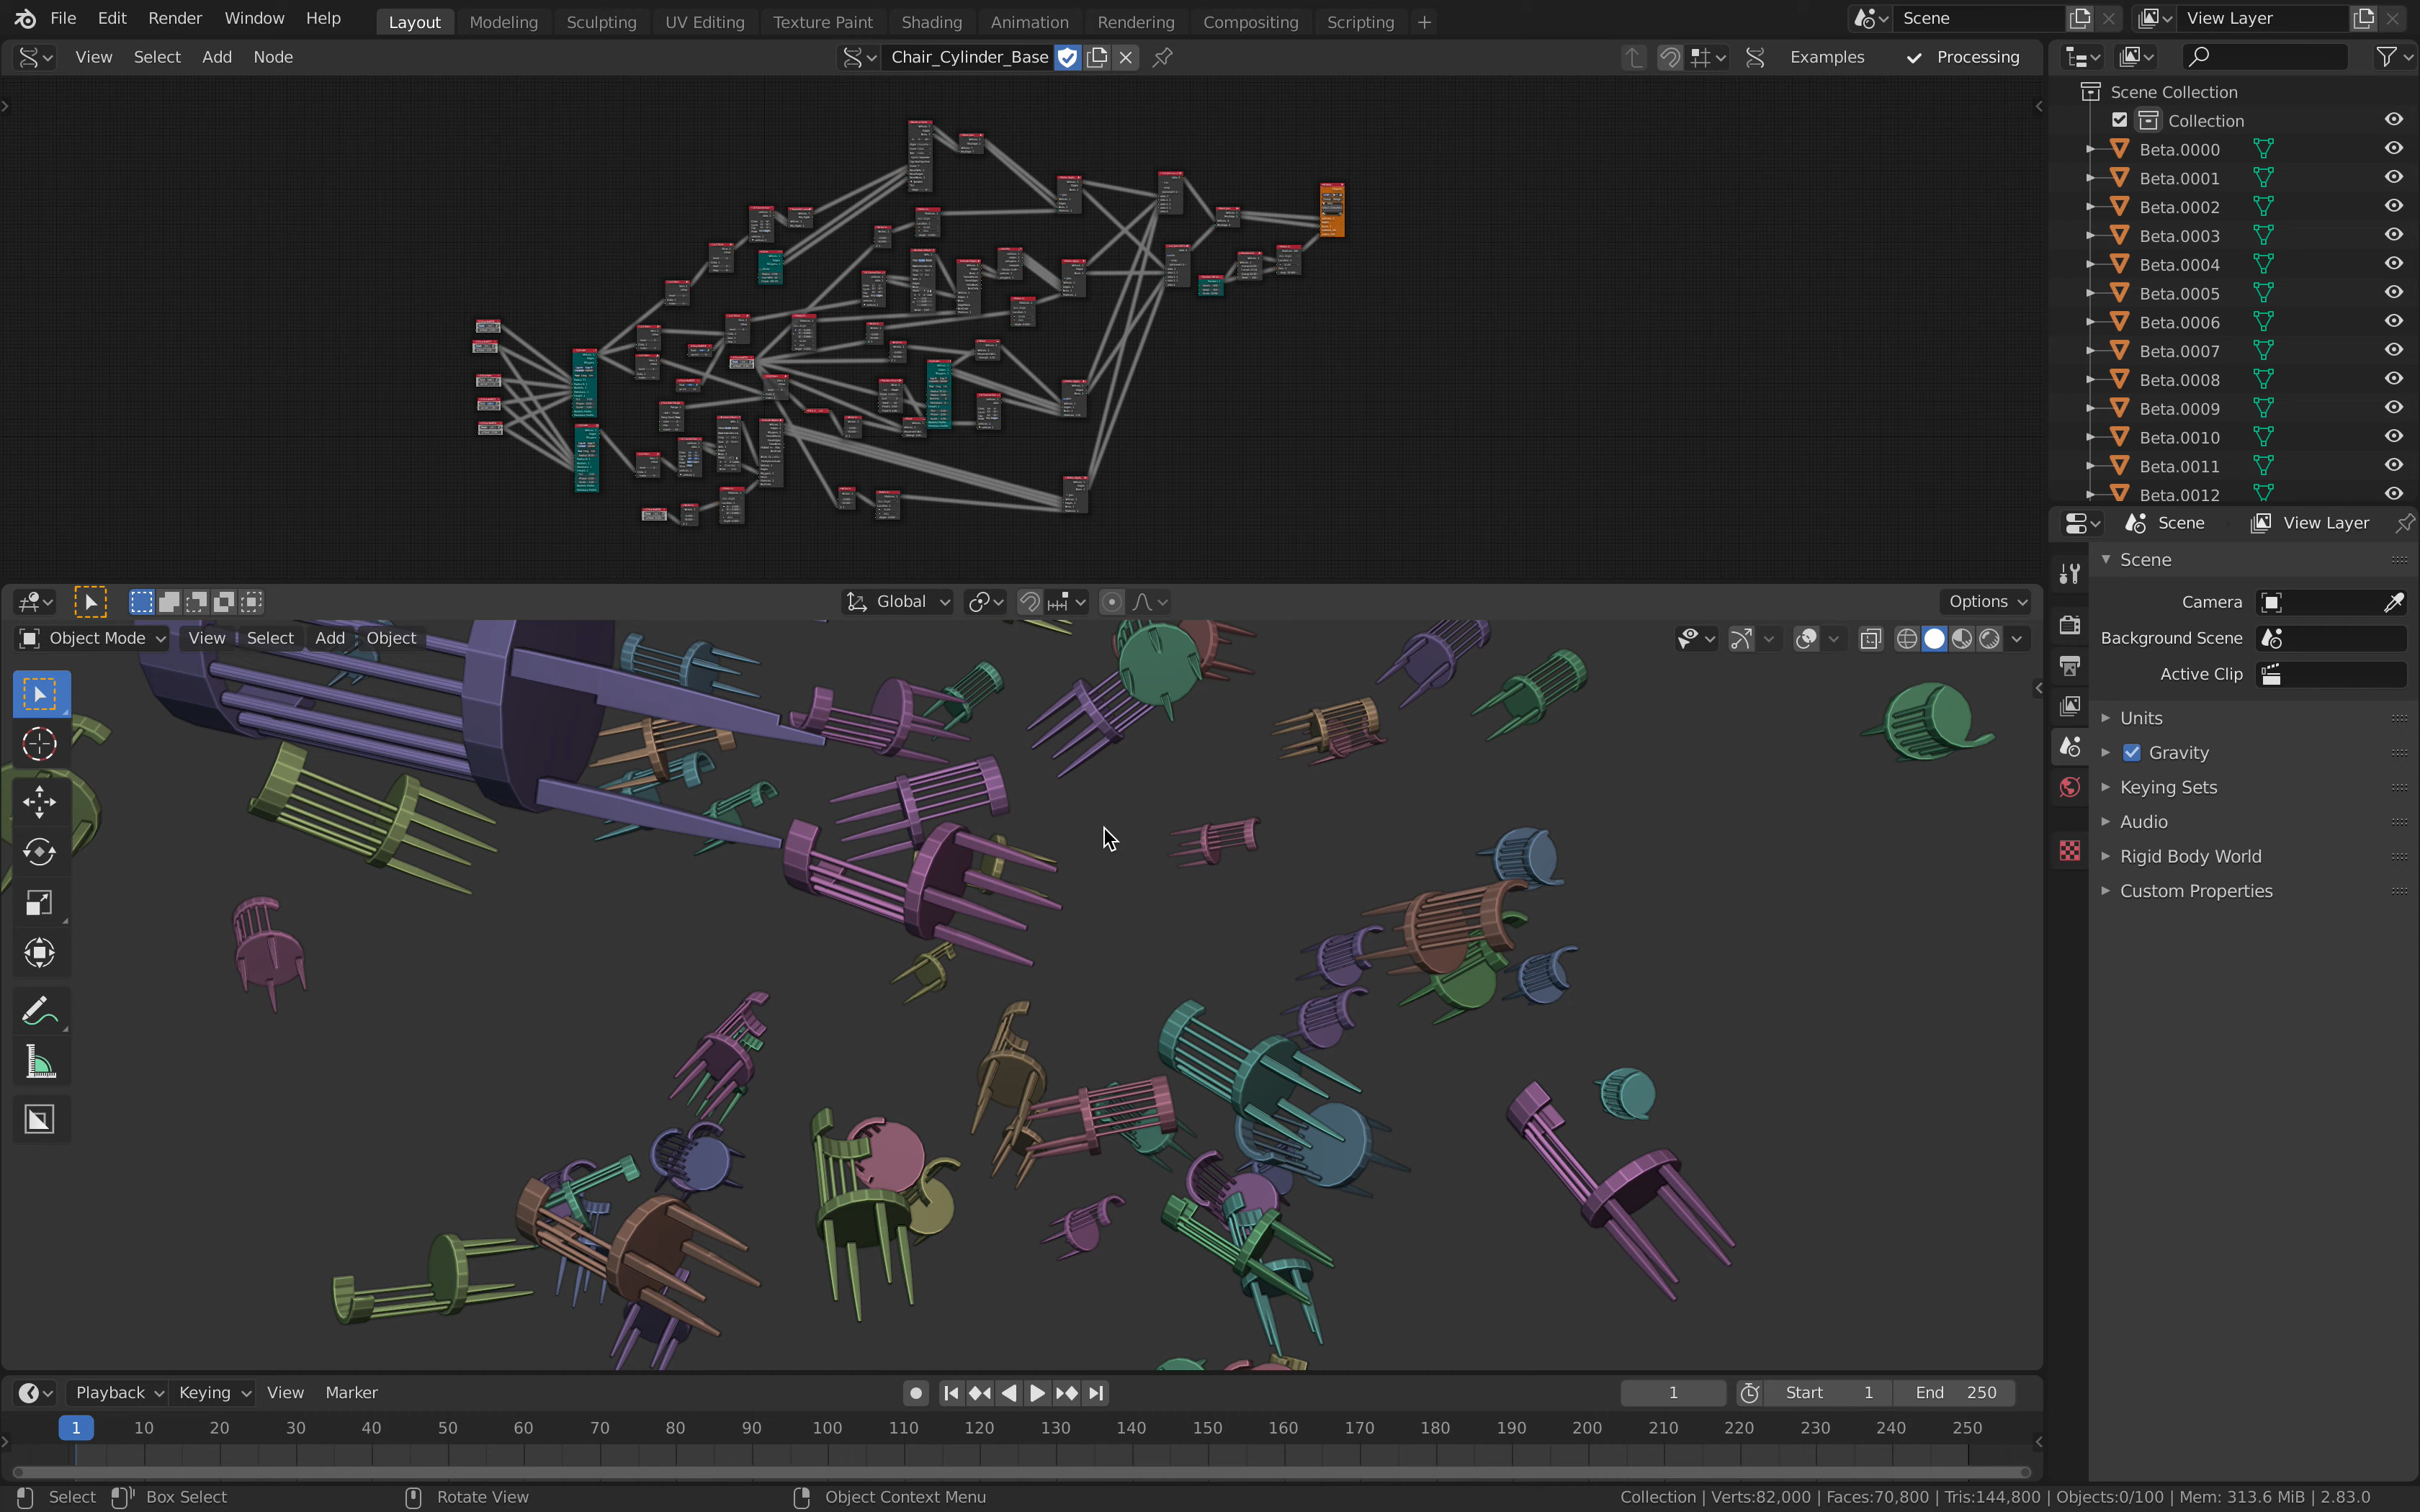 File Edit Render Window Help Layout Modeling Sculpting UV Editing Texture Paint Shading Animation Rendering Compositing Scripting Scene View Layer
View Select Add Node Chair_Cylinder_Base Examples Processing
Scene Collection
Collection
Beta.0000
Beta.0001
Beta.0002
Beta.0003
Beta.0004
Beta.0005
Beta.0006
Beta.0007
Beta.0008
Beta.0009
Beta.0010
Beta.0011
Beta.0012
Scene View Layer
Scene
Camera
Background Scene
Active Clip
Units
Gravity
Keying Sets
Audio
Rigid Body World
Custom Properties
Global Options
Object Mode View Select Add Object
Playback Keying View Marker 1 Start 1 End 250
1 10 20 30 40 50 60 70 80 90 100 110 120 130 140 150 160 170 180 190 200 210 220 230 240 250
Select Box Select Rotate View Object Context Menu Collection | Verts:82,000 | Faces:70,800 | Tris:144,800 | Objects:0/100 | Mem: 313.6 MiB | 2.83.0